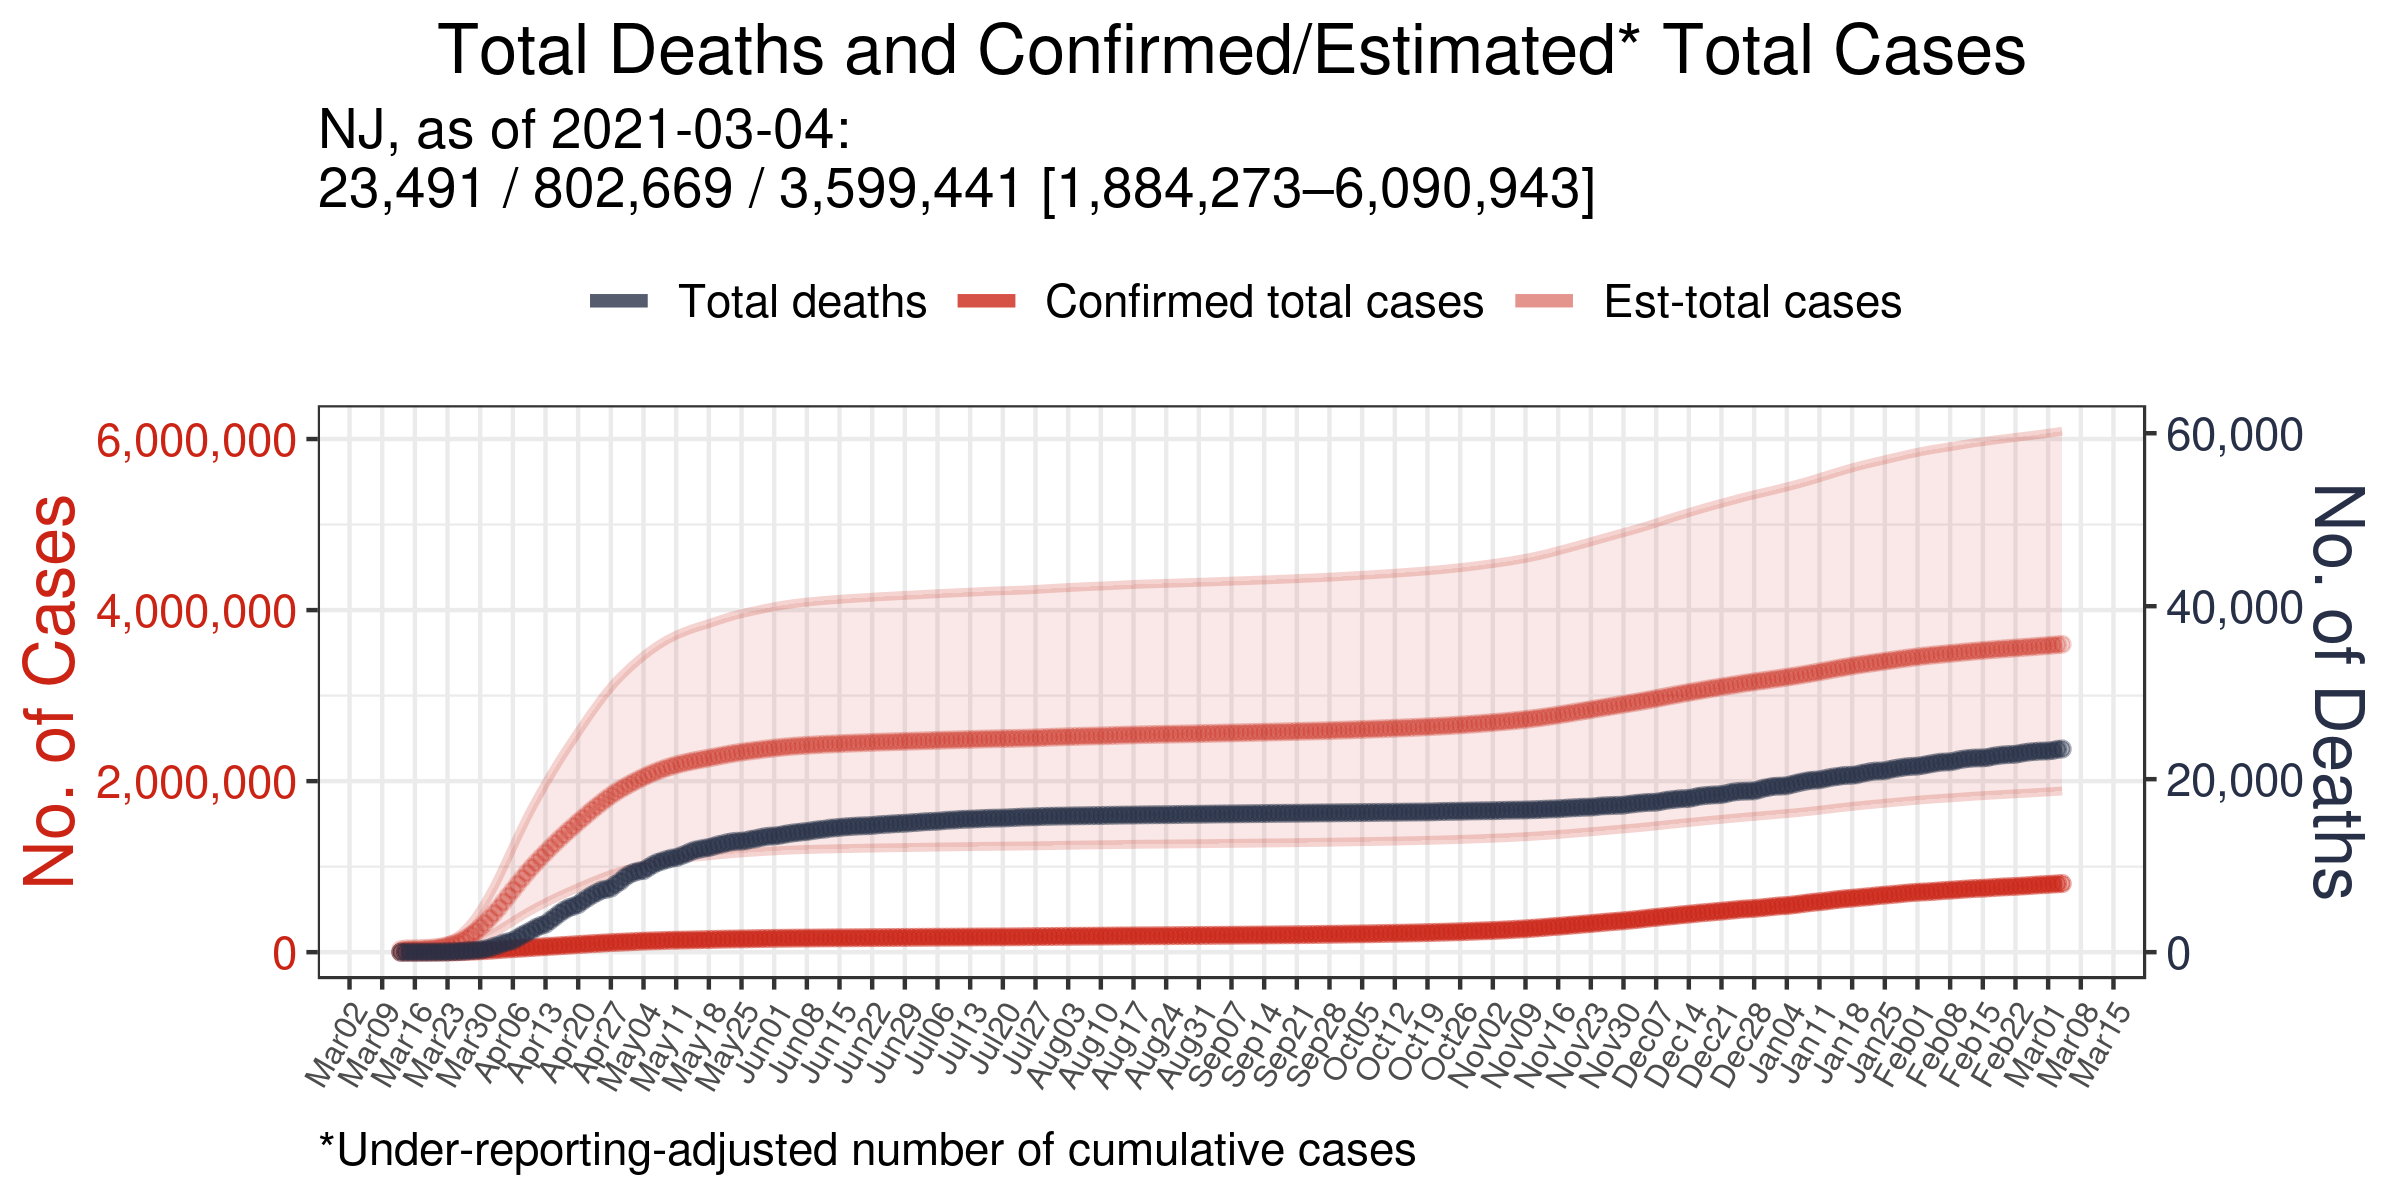 Total Deaths and Confirmed/Estimated* Total Cases
NJ, as of 2021-03-04:
23,491 / 802,669 / 3,599,441 [1,884,273–6,090,943]
Total deaths
Confirmed total cases
Est-total cases
No. of Cases
6,000,000
4,000,000
2,000,000
0
60,000
40,000
20,000
0
No. of Deaths
Mar02
Mar09
Mar16
Mar23
Mar30
Apr06
Apr13
Apr20
Apr27
May04
May11
May18
May25
Jun01
Jun08
Jun15
Jun22
Jun29
Jul06
Jul13
Jul20
Jul27
Aug03
Aug10
Aug17
Aug24
Aug31
Sep07
Sep14
Sep21
Sep28
Oct05
Oct12
Oct19
Oct26
Nov02
Nov09
Nov16
Nov23
Nov30
Dec07
Dec14
Dec21
Dec28
Jan04
Jan11
Jan18
Jan25
Feb01
Feb08
Feb15
Feb22
Mar01
Mar08
Mar15
*Under-reporting-adjusted number of cumulative cases